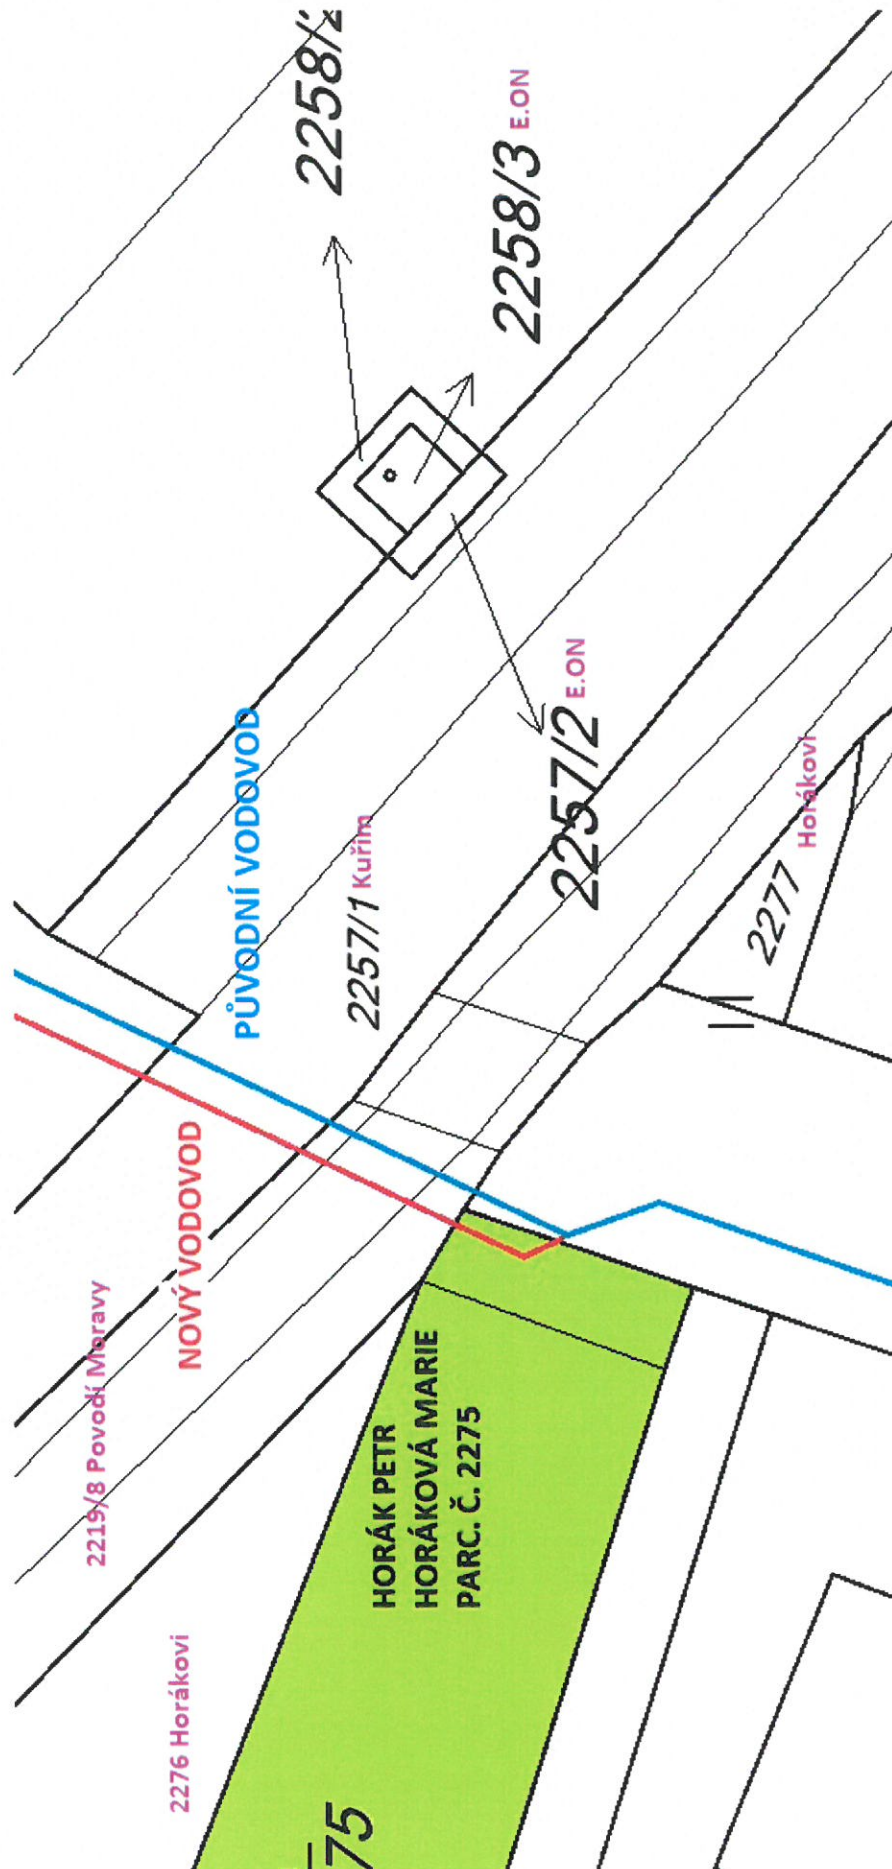 2258/2
2258/3 E.ON
PŮVODNÍ VODOVOD
2257/1 Kuřim
2257/2 E.ON
2277 Horákovi
NOVÝ VODOVOD
2219/8 Povodí Moravy
HORÁK PETR
HORÁKOVÁ MARIE
PARC. Č. 2275
2276 Horákovi
75